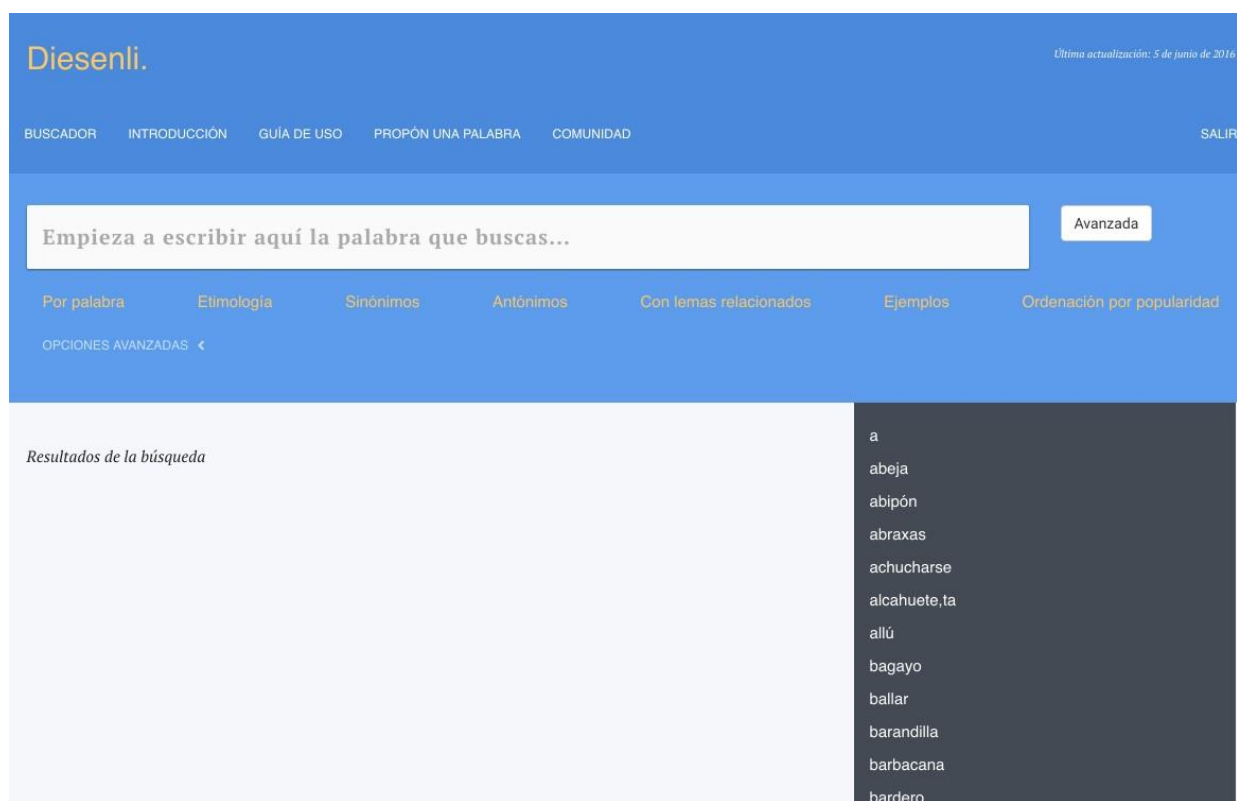 Diesenli.
Última actualización: 5 de junio de 2016
BUSCADOR INTRODUCCIÓN GUÍA DE USO PROPÓN UNA PALABRA COMUNIDAD SALIR
Empieza a escribir aquí la palabra que buscas...
Avanzada
Por palabra Etimología Sinónimos Antónimos Con lemas relacionados Ejemplos Ordenación por popularidad
OPCIONES AVANZADAS <
Resultados de la búsqueda
a
abeja
abipón
abraxas
achucharse
alcahuete,ta
allú
bagayo
ballar
barandilla
barbacana
bardero